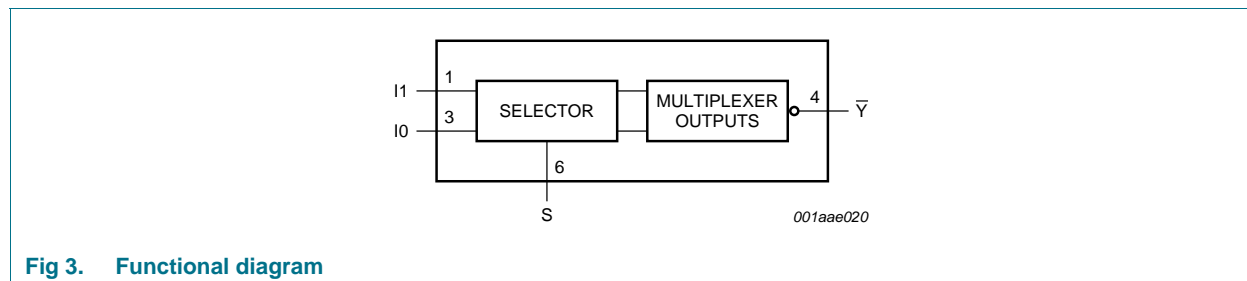 I1
1
I0
3
SELECTOR
MULTIPLEXER
OUTPUTS
4
Y̅
6
S
001aae020
Fig 3. Functional diagram